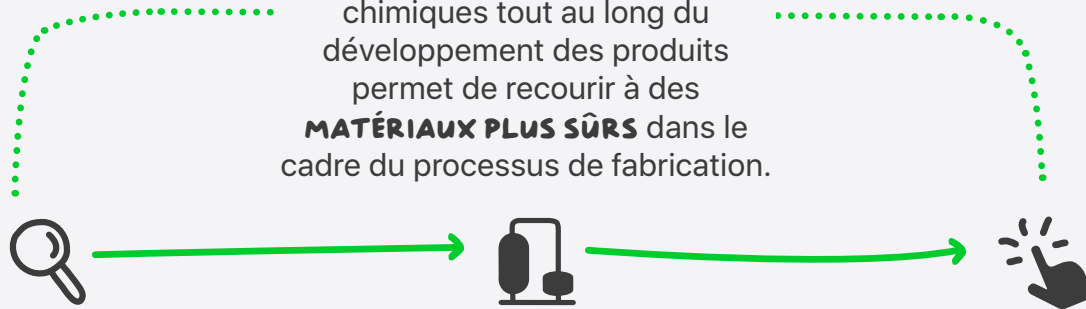 chimiques tout au long du
développement des produits
permet de recourir à des
MATÉRIAUX PLUS SÛRS dans le
cadre du processus de fabrication.